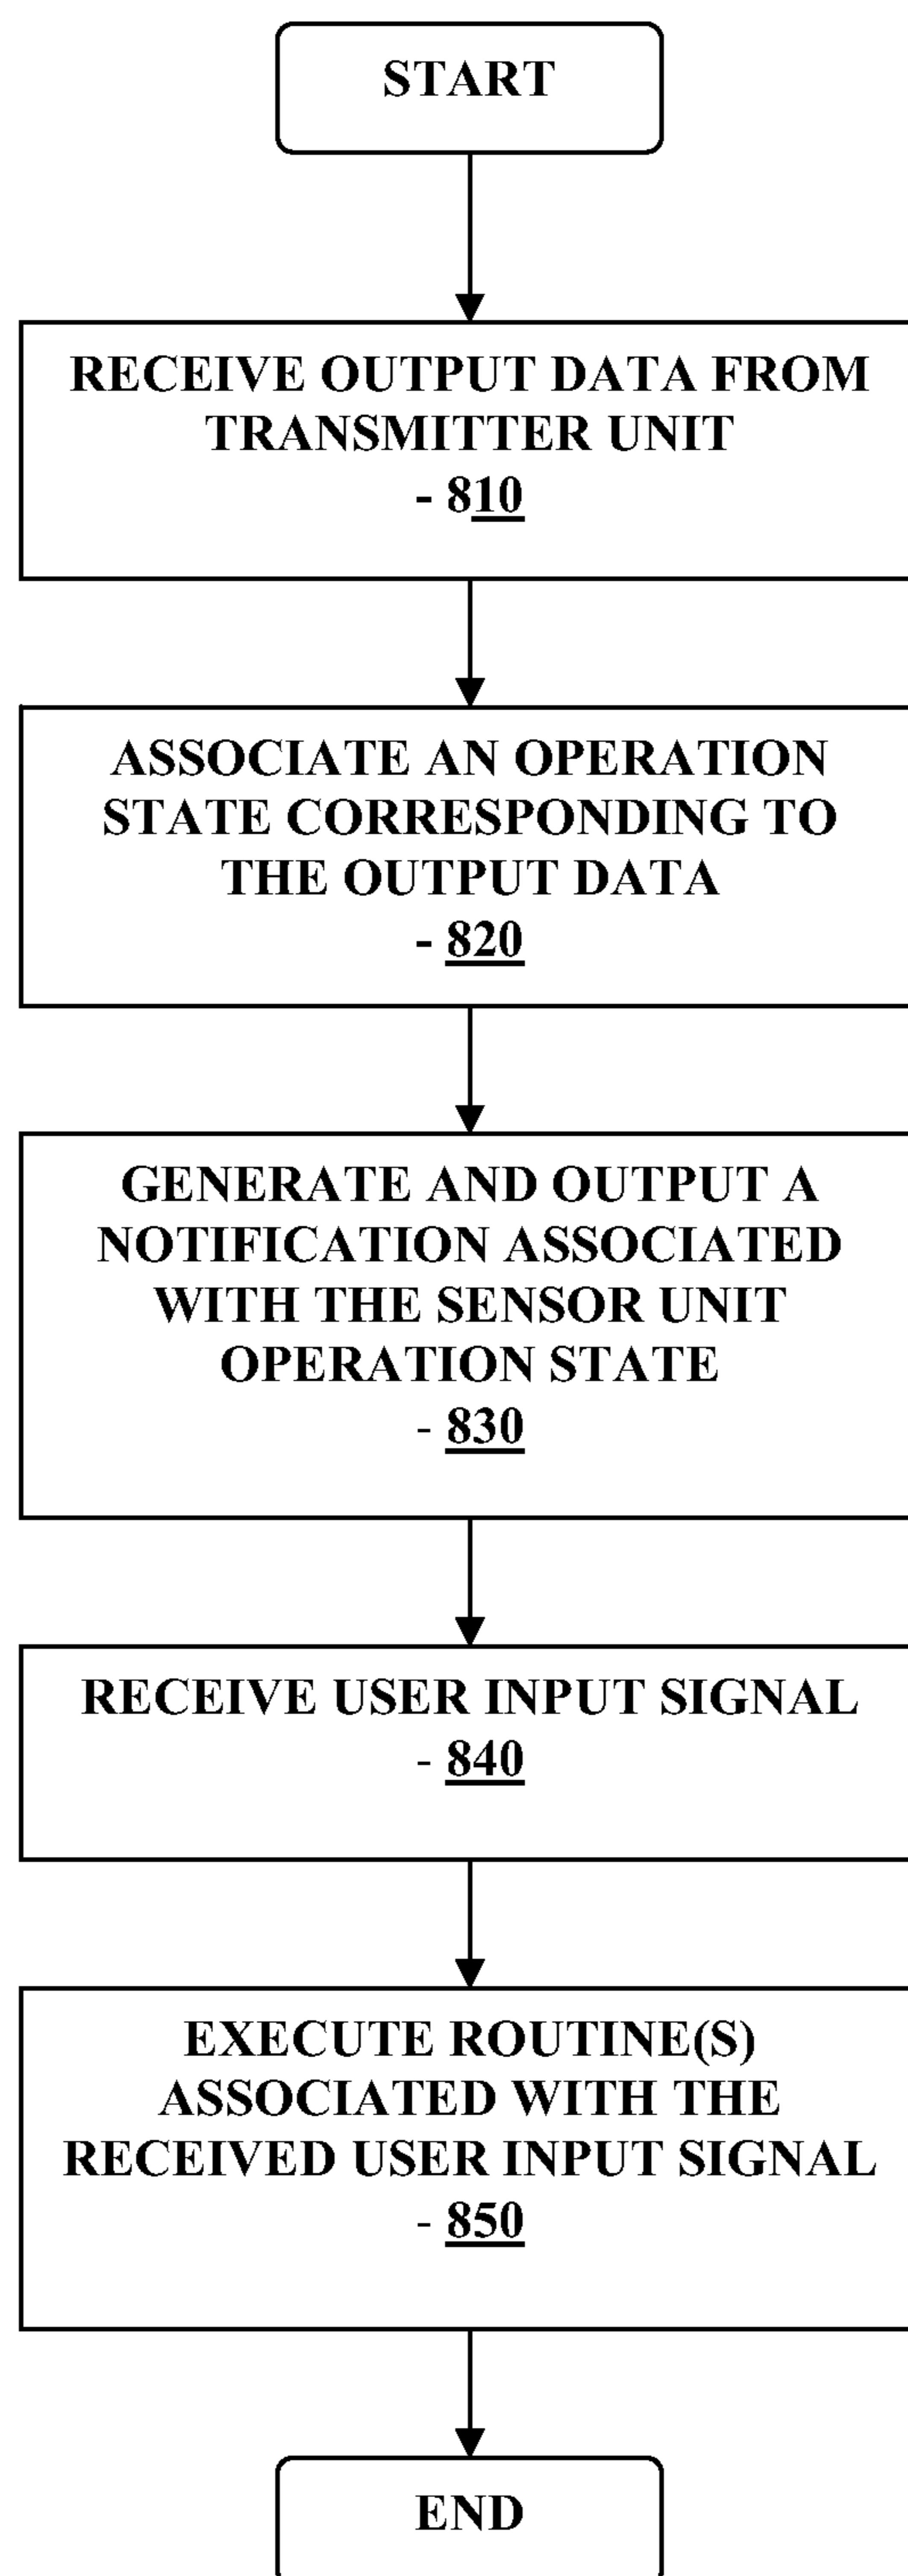 START
RECEIVE OUTPUT DATA FROM
TRANSMITTER UNIT
- 810
ASSOCIATE AN OPERATION
STATE CORRESPONDING TO
THE OUTPUT DATA
- 820
GENERATE AND OUTPUT A
NOTIFICATION ASSOCIATED
WITH THE SENSOR UNIT
OPERATION STATE
- 830
RECEIVE USER INPUT SIGNAL
- 840
EXECUTE ROUTINE(S)
ASSOCIATED WITH THE
RECEIVED USER INPUT SIGNAL
- 850
END